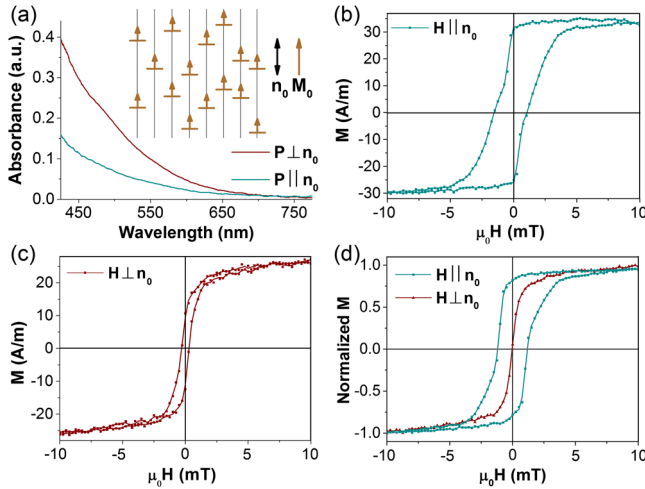 (a)
0.4
0.3
0.2
0.1
0.0
Absorbance (a.u.)
n₀ M₀
P⊥n₀
P||n₀
450 550 650 750
Wavelength (nm)
(b)
H||n₀
30
20
10
0
-10
-20
-30
M (A/m)
-10 -5 0 5 10
μ₀H (mT)
(c)
H⊥n₀
20
10
0
-10
-20
M (A/m)
-10 -5 0 5 10
μ₀H (mT)
(d)
H||n₀
H⊥n₀
1.0
0.5
0.0
-0.5
-1.0
Normalized M
-10 -5 0 5 10
μ₀H (mT)